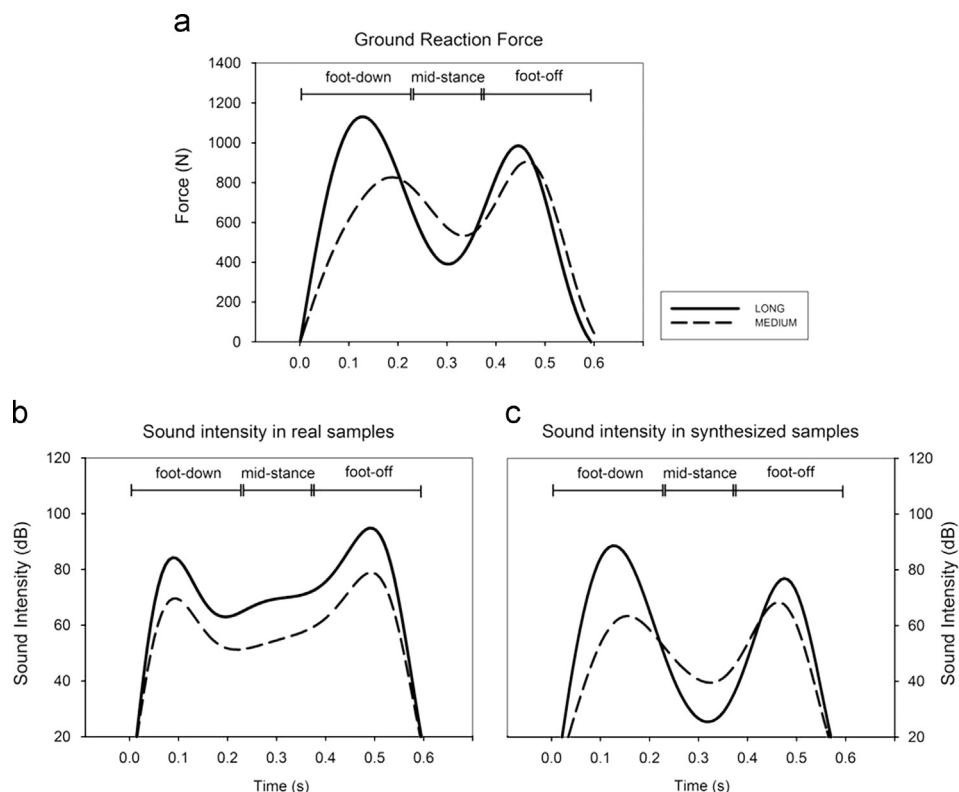 a
Ground Reaction Force
1400
1200
1000
800
600
400
200
0
Force (N)
foot-down mid-stance foot-off
0.0 0.1 0.2 0.3 0.4 0.5 0.6
LONG
MEDIUM
b
Sound intensity in real samples
120
100
80
60
40
20
Sound Intensity (dB)
foot-down mid-stance foot-off
0.0 0.1 0.2 0.3 0.4 0.5 0.6
Time (s)
c
Sound intensity in synthesized samples
foot-down mid-stance foot-off
120
100
80
60
40
20
Sound Intensity (dB)
0.0 0.1 0.2 0.3 0.4 0.5 0.6
Time (s)